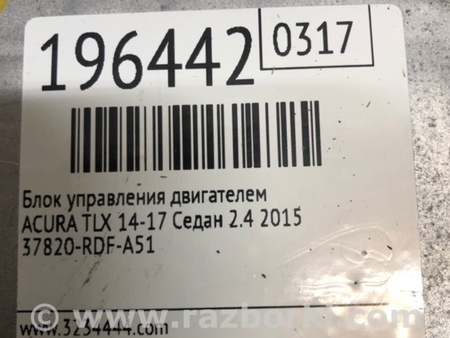 196442
0317
Блок управления двигателем
ACURA TLX 14-17 Седан 2.4 2015
37820-RDF-A51
www.3234444.com
www.razborka.com